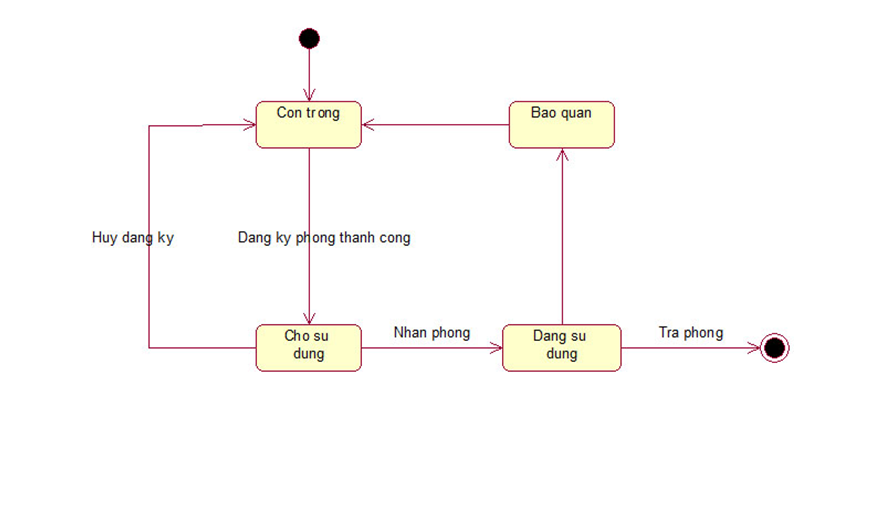 Con trong
Bao quan
Huy dang ky
Dang ky phong thanh cong
Cho su
dung
Nhan phong
Dang su
dung
Tra phong